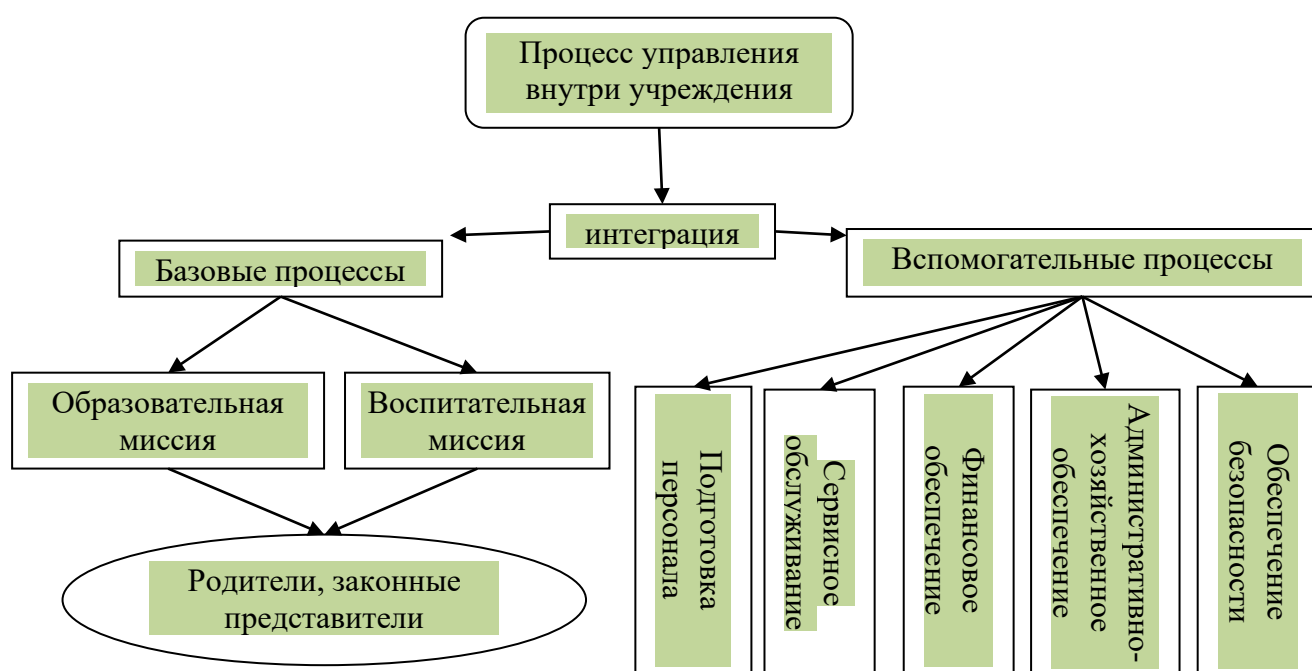 Процесс управления
внутри учреждения
интеграция
Базовые процессы
Вспомогательные процессы
Образовательная
миссия
Воспитательная
миссия
Родители, законные
представители
Подготовка
персонала
Сервисное
обслуживание
Финансовое
обеспечение
Административно-
хозяйственное
обеспечение
Обеспечение
безопасности